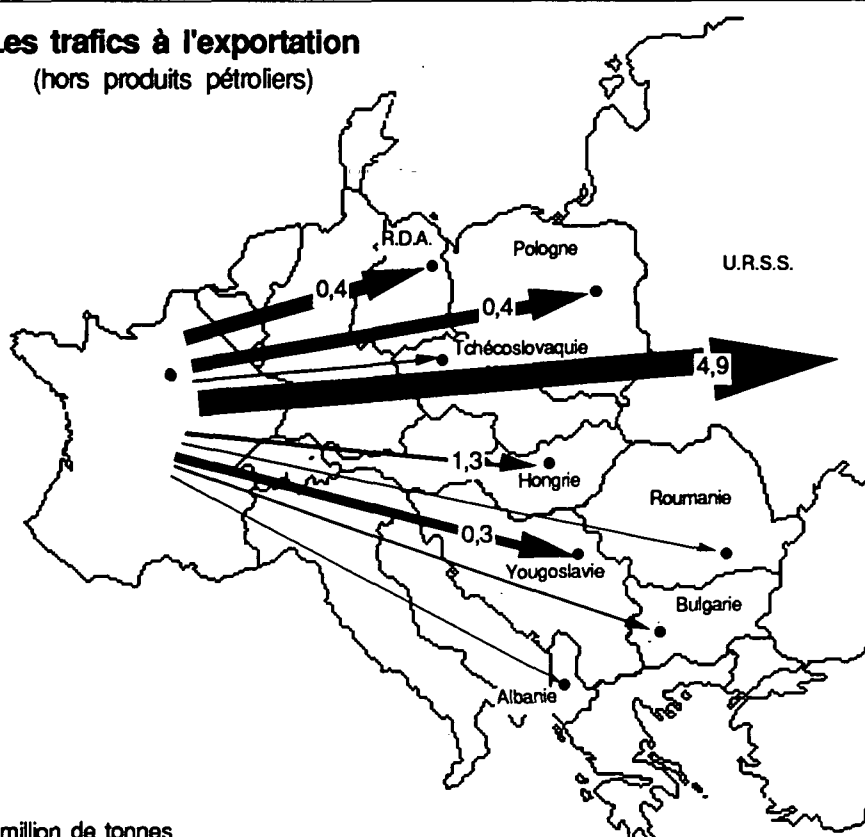 Les trafics à l'exportation
(hors produits pétroliers)
R.D.A.
Pologne
U.R.S.S.
0,4
0,4
Tchécoslovaquie
4,9
1,3
Hongrie
Roumanie
0,3
Yougoslavie
Bulgarie
Albanie
million de tonnes